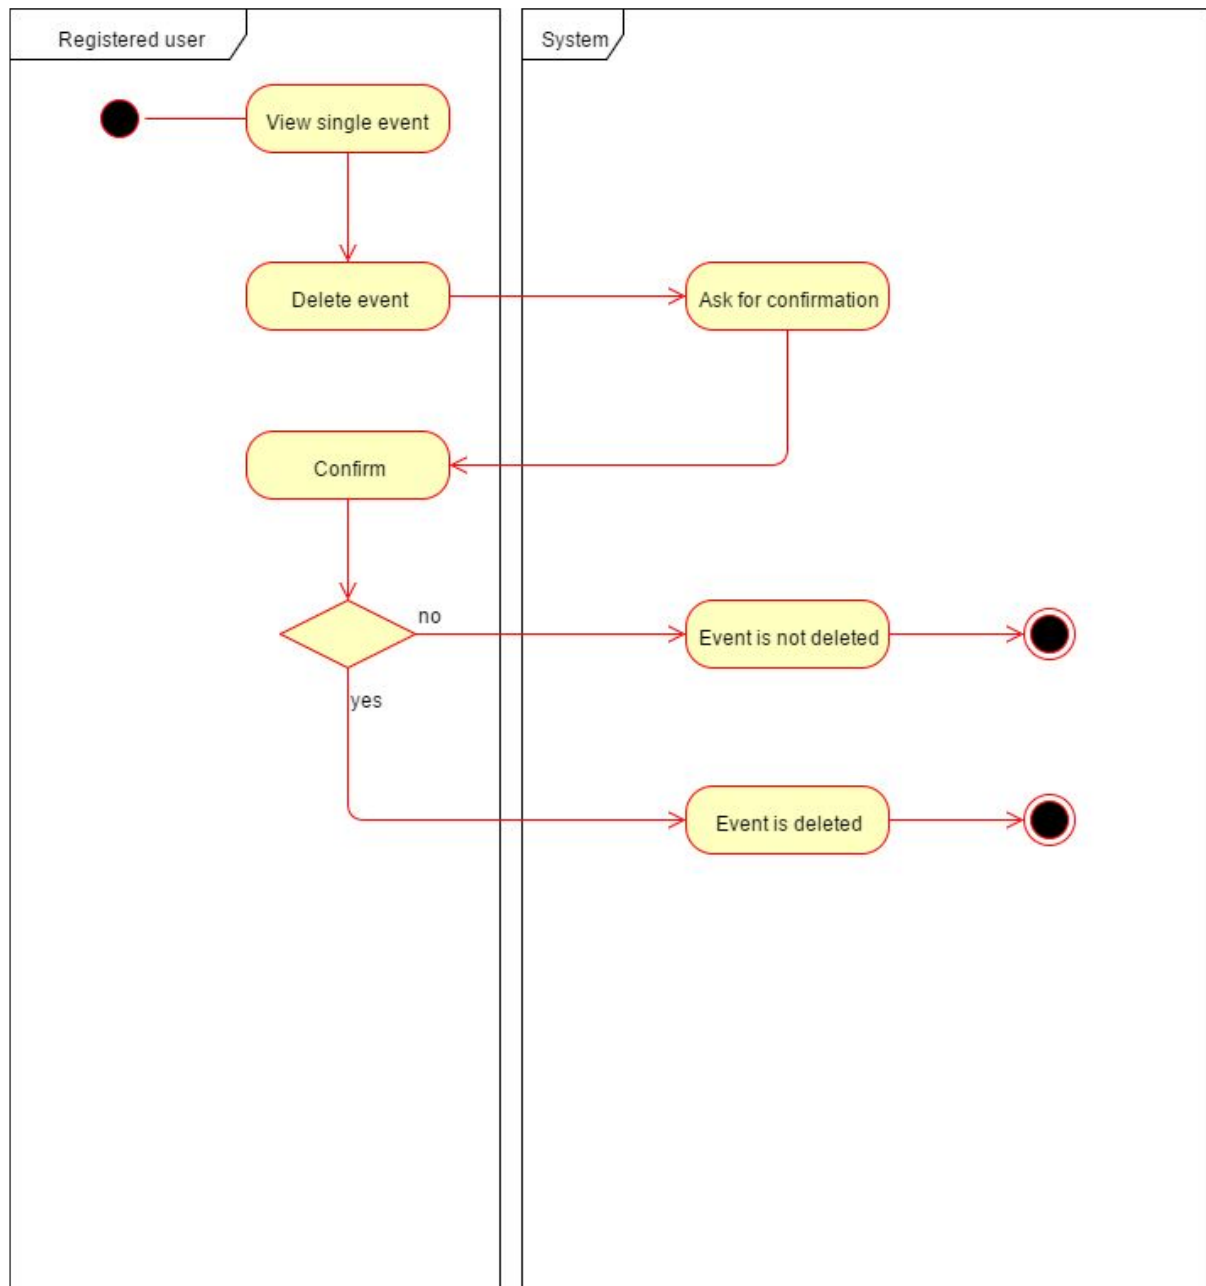 Registered user
System
View single event
Delete event
Ask for confirmation
Confirm
no
Event is not deleted
yes
Event is deleted